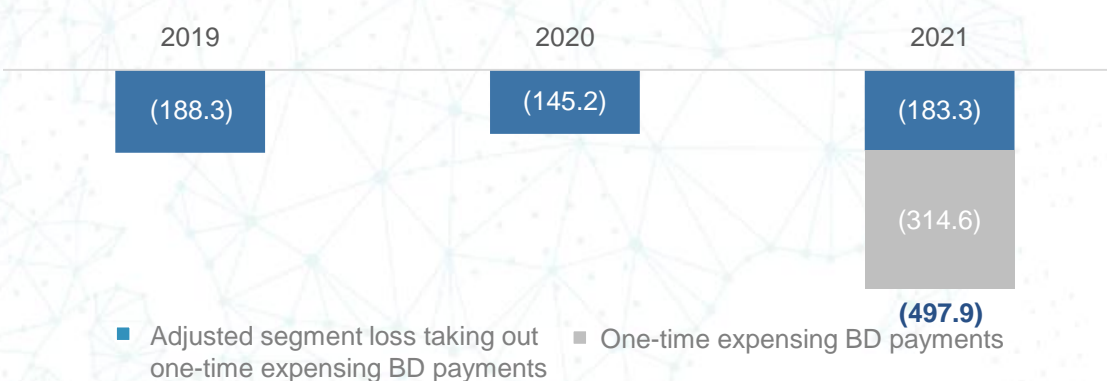 2019 2020 2021
(188.3) (145.2) (183.3)
(314.6)
(497.9)
Adjusted segment loss taking out
one-time expensing BD payments
One-time expensing BD payments